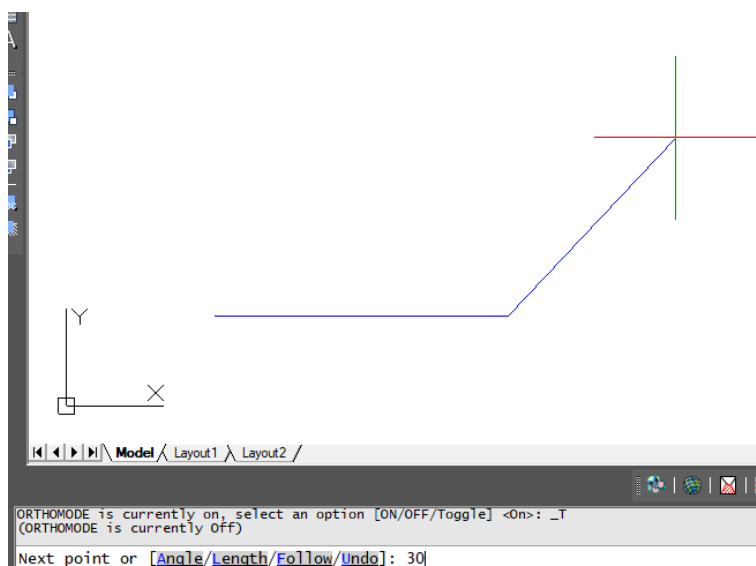 A
Y
X
Model Layout1 Layout2
ORTHOMODE is currently on, select an option [ON/OFF/Toggle] <On>: _T
(ORTHOMODE is currently Off)
Next point or [Angle/Length/Follow/Undo]: 30